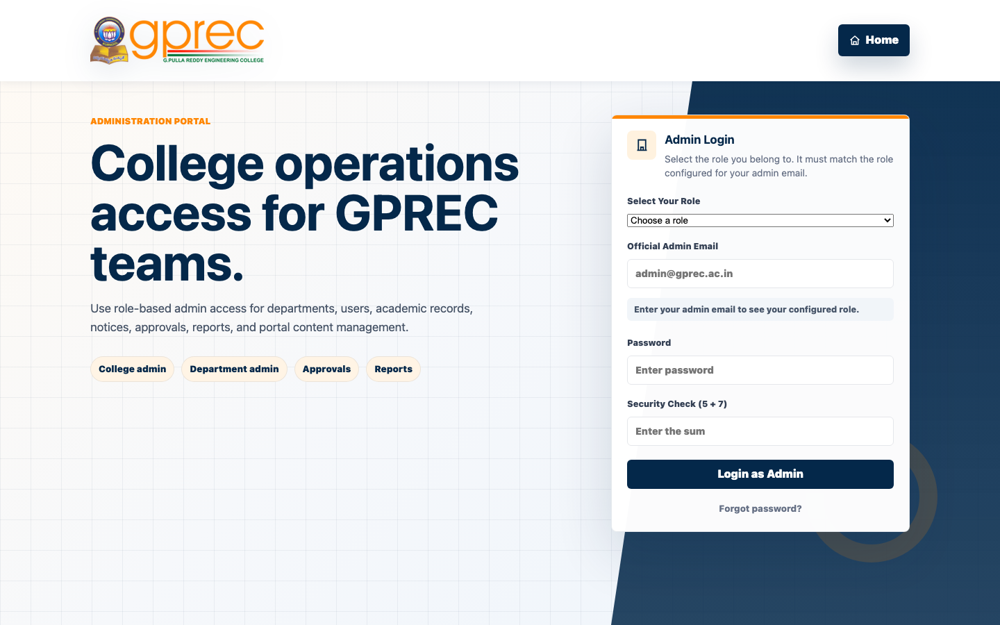 gprec
G.PULLA REDDY ENGINEERING COLLEGE
Home
ADMINISTRATION PORTAL
College operations
access for GPREC
teams.
Use role-based admin access for departments, users, academic records,
notices, approvals, reports, and portal content management.
College admin
Department admin
Approvals
Reports
Admin Login
Select the role you belong to. It must match the role
configured for your admin email.
Select Your Role
Choose a role
Official Admin Email
admin@gprec.ac.in
Enter your admin email to see your configured role.
Password
Enter password
Security Check (5 + 7)
Enter the sum
Login as Admin
Forgot password?